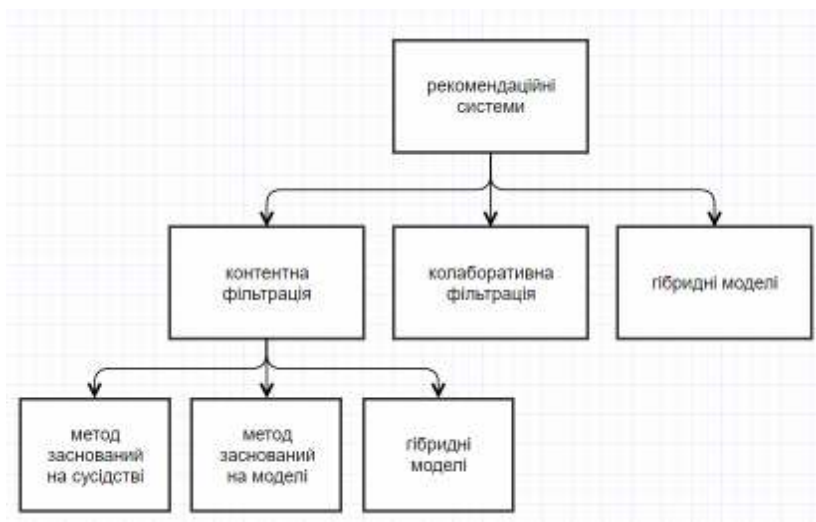 рекомендаційні
системи
контентна
фільтрація
колаборативна
фільтрація
гібридні моделі
метод
заснований
на сусідстві
метод
заснований
на моделі
гібридні
моделі